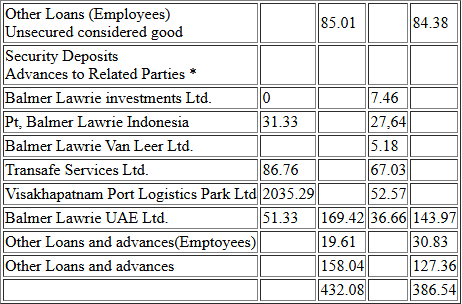 Other Loans (Employees)
Unsecured considered good 85.01 84.38
Security Deposits
Advances to Related Parties *
Balmer Lawrie investments Ltd. 0 7.46
Pt, Balmer Lawrie Indonesia 31.33 27,64
Balmer Lawrie Van Leer Ltd. 5.18
Transafe Services Ltd. 86.76 67.03
Visakhapatnam Port Logistics Park Ltd 2035.29 52.57
Balmer Lawrie UAE Ltd. 51.33 169.42 36.66 143.97
Other Loans and advances(Emptoyees) 19.61 30.83
Other Loans and advances 158.04 127.36
432.08 386.54